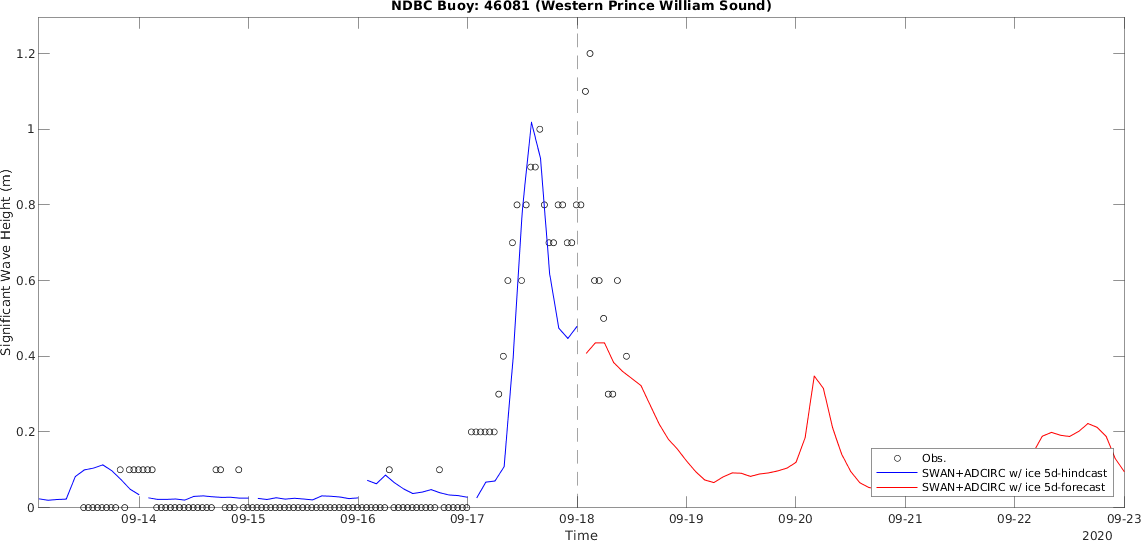 NDBC Buoy: 46081 (Western Prince William Sound)
Significant Wave Height (m)
1.2
1
0.8
0.6
0.4
0.2
0
Obs.
SWAN+ADCIRC w/ ice 5d-hindcast
SWAN+ADCIRC w/ ice 5d-forecast
09-14 09-15 09-16 09-17 09-18 09-19 09-20 09-21 09-22 09-23
Time
2020